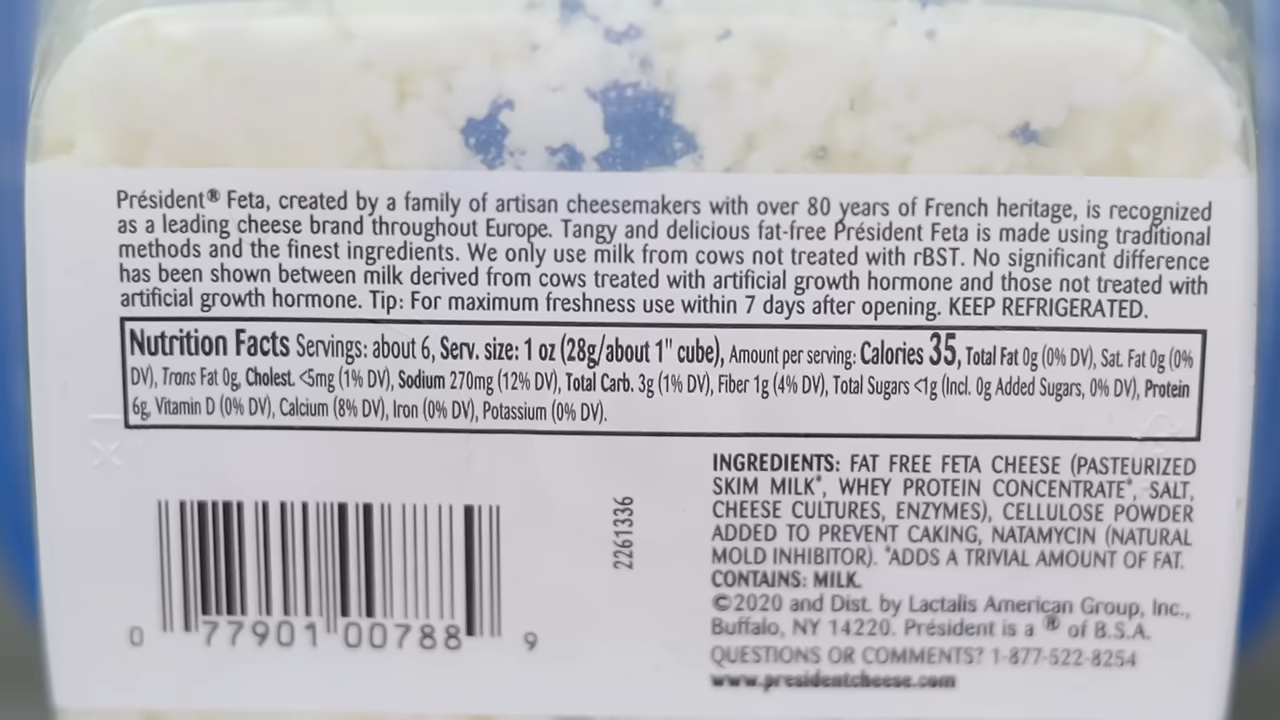 Président® Feta, created by a family of artisan cheesemakers with over 80 years of French heritage, is recognized
as a leading cheese brand throughout Europe. Tangy and delicious fat-free Président Feta is made using traditional
methods and the finest ingredients. We only use milk from cows not treated with rBST. No significant difference
has been shown between milk derived from cows treated with artificial growth hormone and those not treated with
artificial growth hormone. Tip: For maximum freshness use within 7 days after opening. KEEP REFRIGERATED.
Nutrition Facts Servings: about 6, Serv. size: 1 oz (28g/about 1" cube), Amount per serving: Calories 35, Total Fat 0g (0% DV), Sat. Fat 0g (0%
DV), Trans Fat 0g, Cholest. <5mg (1% DV), Sodium 270mg (12% DV), Total Carb. 3g (1% DV), Fiber 1g (4% DV), Total Sugars <1g (Incl. 0g Added Sugars, 0% DV), Protein
6g, Vitamin D (0% DV), Calcium (8% DV), Iron (0% DV), Potassium (0% DV).
0 77901 00788 9
2261336
INGREDIENTS: FAT FREE FETA CHEESE (PASTEURIZED
SKIM MILK*, WHEY PROTEIN CONCENTRATE*, SALT,
CHEESE CULTURES, ENZYMES), CELLULOSE POWDER
ADDED TO PREVENT CAKING, NATAMYCIN (NATURAL
MOLD INHIBITOR). *ADDS A TRIVIAL AMOUNT OF FAT.
CONTAINS: MILK.
©2020 and Dist. by Lactalis American Group, Inc.,
Buffalo, NY 14220. Président is a ® of B.S.A.
QUESTIONS OR COMMENTS? 1-877-522-8254
www.presidentcheese.com